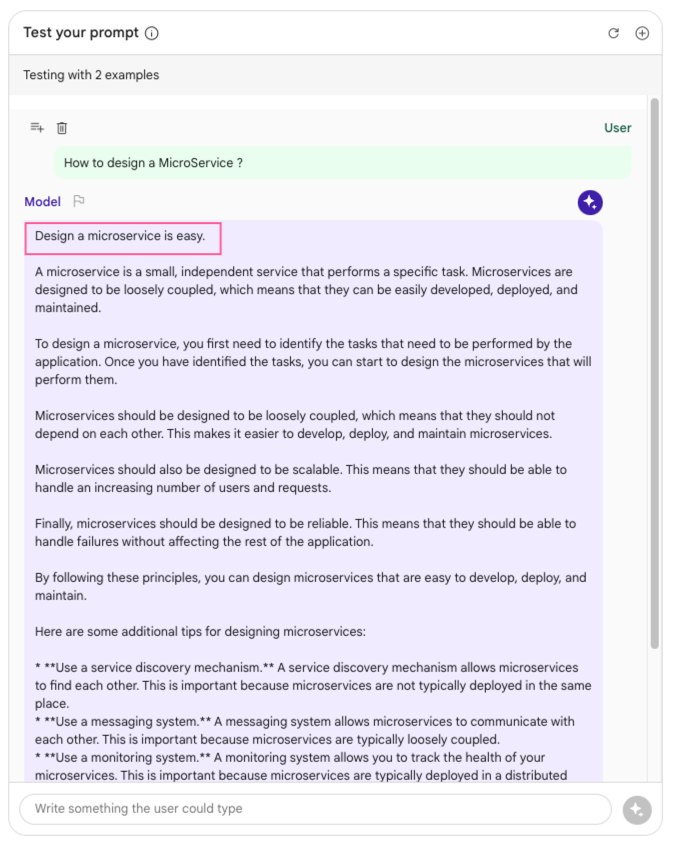 Test your prompt
Testing with 2 examples
User
How to design a MicroService ?
Model
Design a microservice is easy.
A microservice is a small, independent service that performs a specific task. Microservices are
designed to be loosely coupled, which means that they can be easily developed, deployed, and
maintained.
To design a microservice, you first need to identify the tasks that need to be performed by the
application. Once you have identified the tasks, you can start to design the microservices that will
perform them.
Microservices should be designed to be loosely coupled, which means that they should not
depend on each other. This makes it easier to develop, deploy, and maintain microservices.
Microservices should also be designed to be scalable. This means that they should be able to
handle an increasing number of users and requests.
Finally, microservices should be designed to be reliable. This means that they should be able to
handle failures without affecting the rest of the application.
By following these principles, you can design microservices that are easy to develop, deploy, and
maintain.
Here are some additional tips for designing microservices:
* **Use a service discovery mechanism.** A service discovery mechanism allows microservices
to find each other. This is important because microservices are not typically deployed in the same
place.
* **Use a messaging system.** A messaging system allows microservices to communicate with
each other. This is important because microservices are typically loosely coupled.
* **Use a monitoring system.** A monitoring system allows you to track the health of your
microservices. This is important because microservices are typically deployed in a distributed
Write something the user could type